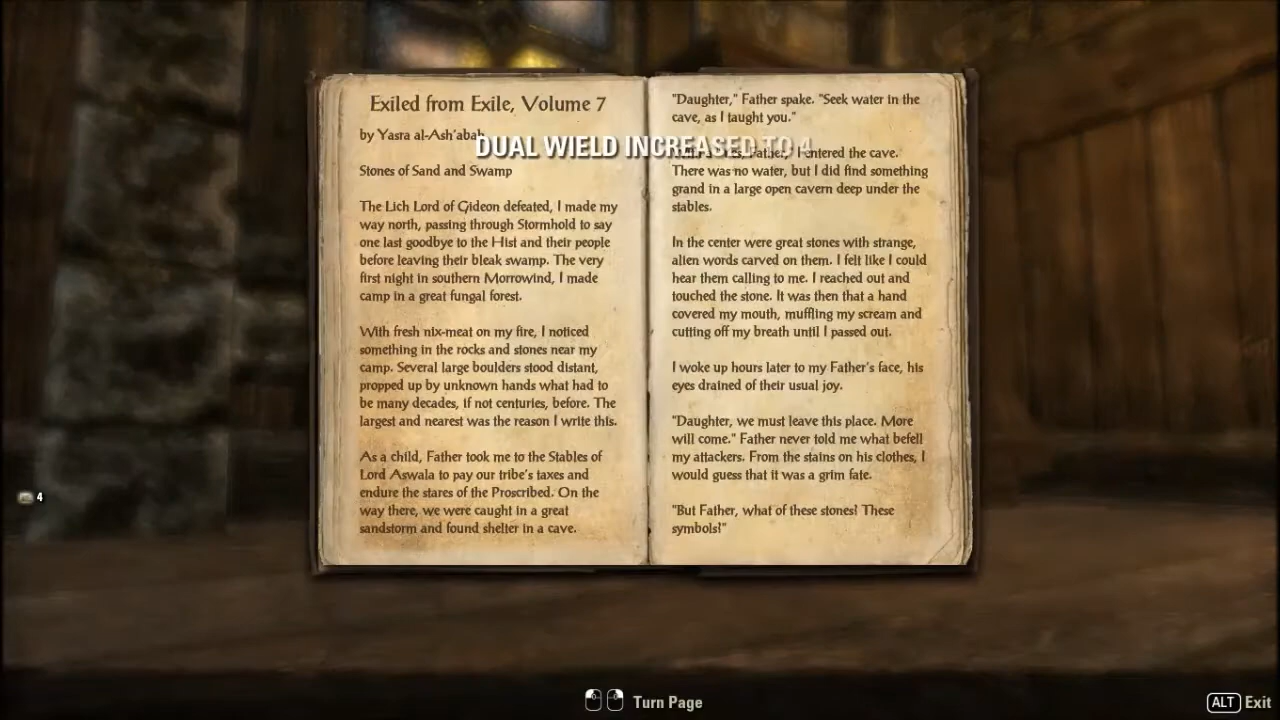 Exiled from Exile, Volume 7
by Yasra al-Ash'abah
DUAL WIELD INCREASED TO 4
Stones of Sand and Swamp
The Lich Lord of Gideon defeated, I made my
way north, passing through Stormhold to say
one last goodbye to the Hist and their people
before leaving their bleak swamp. The very
first night in southern Morrowind, I made
camp in a great fungal forest.
With fresh nix-meat on my fire, I noticed
something in the rocks and stones near my
camp. Several large boulders stood distant,
propped up by unknown hands what had to
be many decades, if not centuries, before. The
largest and nearest was the reason I write this.
As a child, Father took me to the Stables of
Lord Aswala to pay our tribe's taxes and
endure the stares of the Proscribed. On the
way there, we were caught in a great
sandstorm and found shelter in a cave.
"Daughter," Father spake. "Seek water in the
cave, as I taught you."
Father," I entered the cave.
There was no water, but I did find something
grand in a large open cavern deep under the
stables.
In the center were great stones with strange,
alien words carved on them. I felt like I could
hear them calling to me. I reached out and
touched the stone. It was then that a hand
covered my mouth, muffling my scream and
cutting off my breath until I passed out.
I woke up hours later to my Father's face, his
eyes drained of their usual joy.
"Daughter, we must leave this place. More
will come." Father never told me what befell
my attackers. From the stains on his clothes, I
would guess that it was a grim fate.
"But Father, what of these stones? These
symbols?"
4
Turn Page
ALT Exit